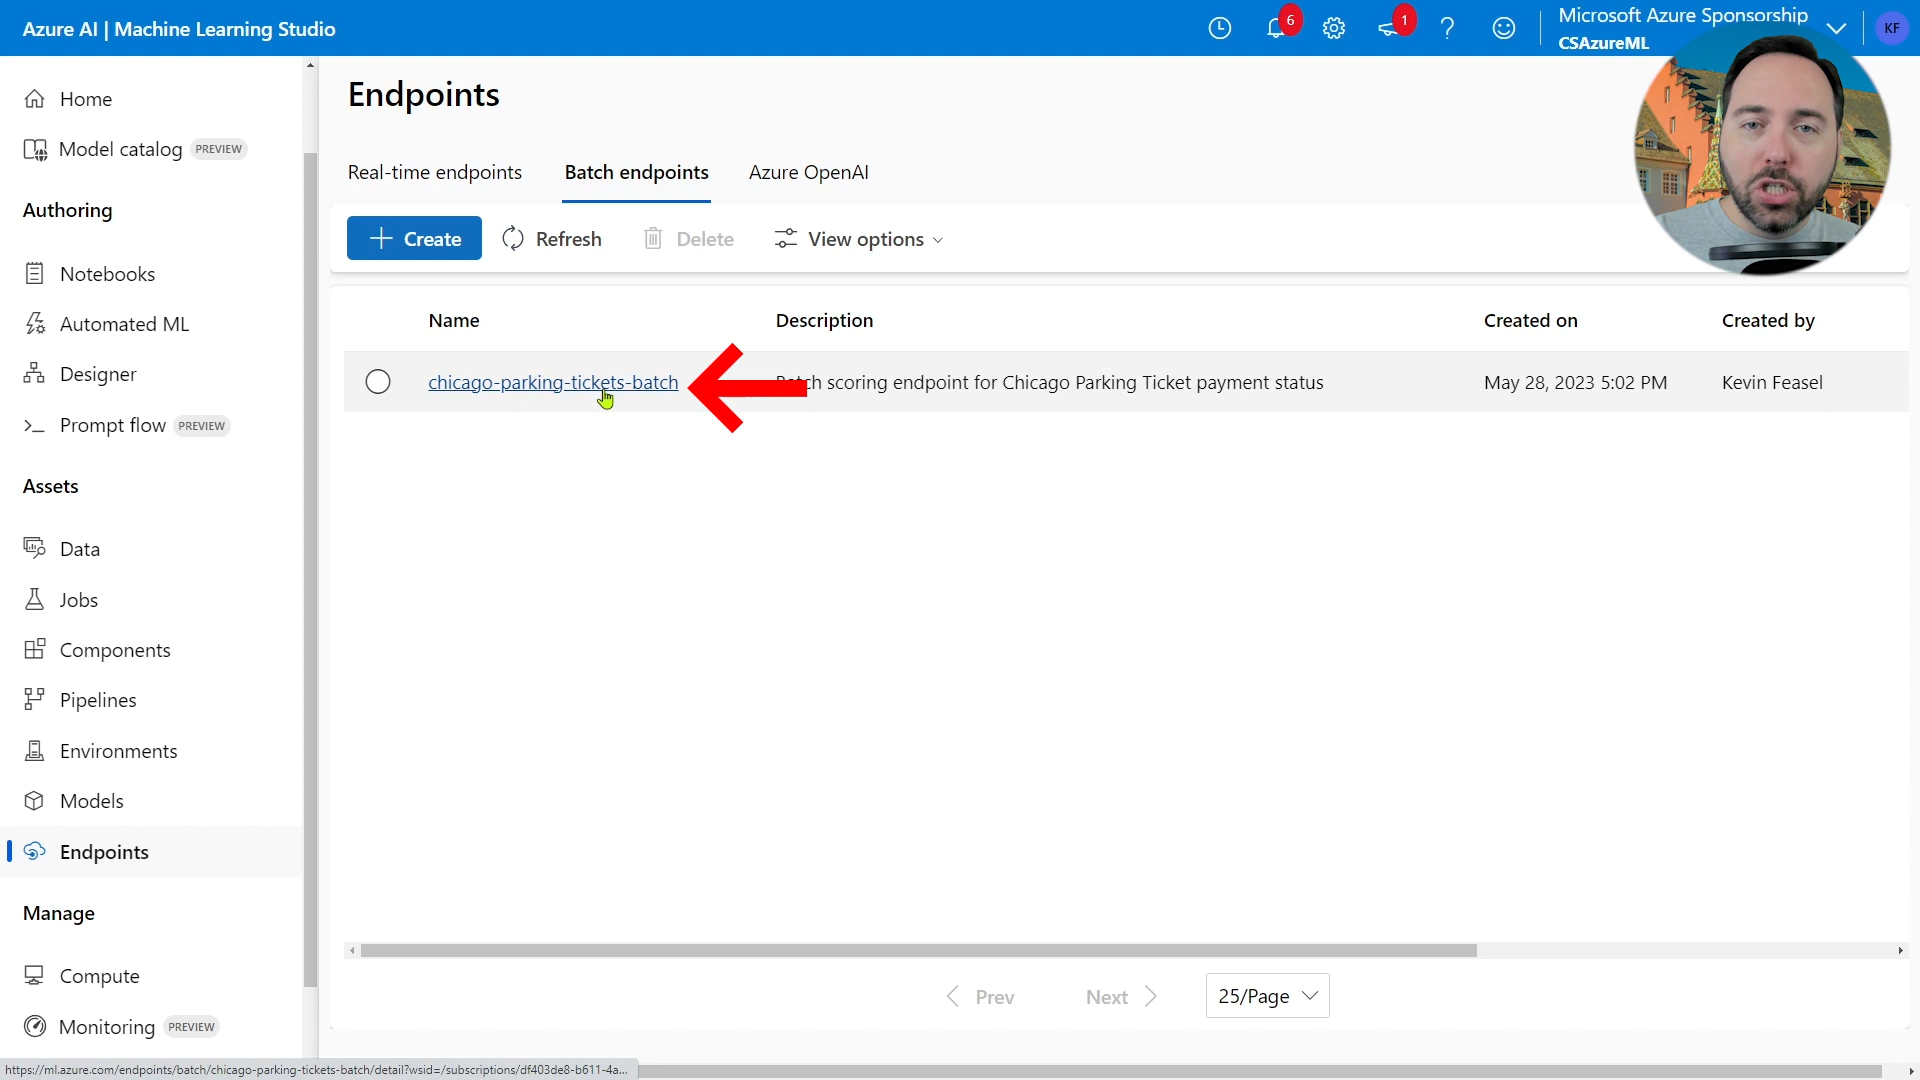 Azure AI | Machine Learning Studio
6
1
Microsoft Azure Sponsorship
CSAzureML
KF
Home
Model catalog PREVIEW
Authoring
Notebooks
Automated ML
Designer
Prompt flow PREVIEW
Assets
Data
Jobs
Components
Pipelines
Environments
Models
Endpoints
Manage
Compute
Monitoring PREVIEW
Endpoints
Real-time endpoints Batch endpoints Azure OpenAI
Create Refresh Delete View options
Name Description Created on Created by
chicago-parking-tickets-batch Batch scoring endpoint for Chicago Parking Ticket payment status May 28, 2023 5:02 PM Kevin Feasel
Prev Next 25/Page
https://ml.azure.com/endpoints/batch/chicago-parking-tickets-batch/detail?wsid=/subscriptions/df403de8-b611-4a...